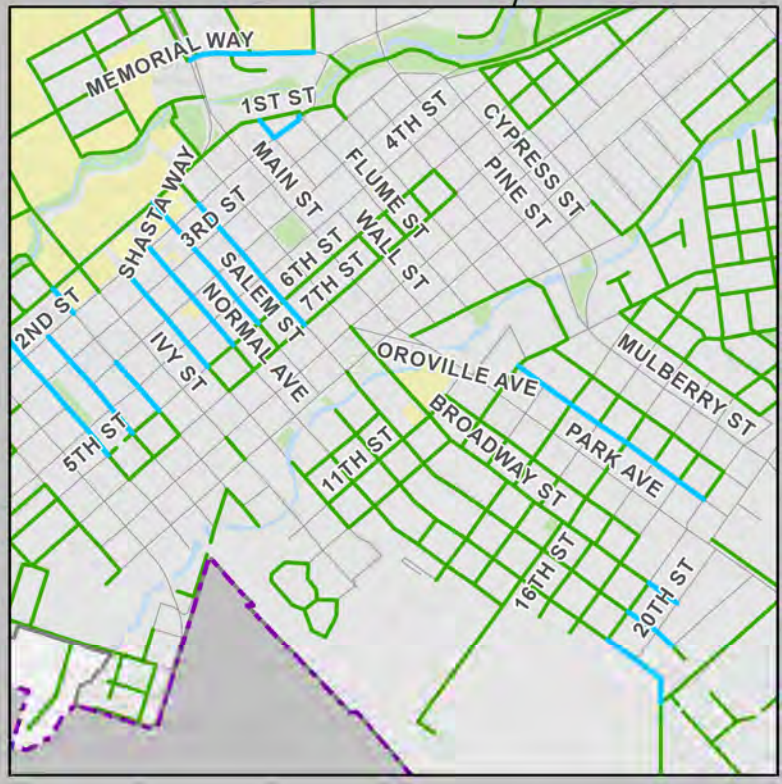 MEMORIAL WAY
1ST ST
4TH ST
CYPRESS ST
MAIN ST
FLUME ST
PINE ST
SHASTA WAY
3RD ST
WALL ST
6TH ST
SALEM ST
7TH ST
NORMAL AVE
2ND ST
IVY ST
OROVILLE AVE
MULBERRY ST
BROADWAY ST
PARK AVE
5TH ST
11TH ST
16TH ST
20TH ST